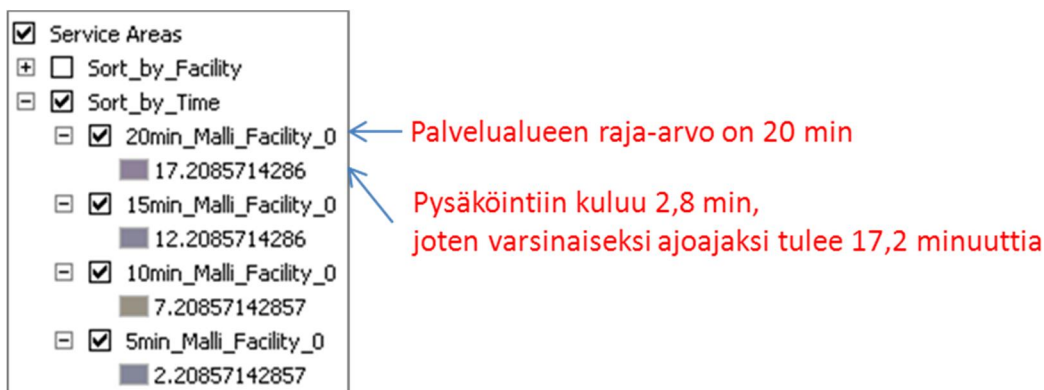 Service Areas
Sort_by_Facility
Sort_by_Time
20min_Malli_Facility_0
Palvelualueen raja-arvo on 20 min
17.2085714286
Pysäköintiin kuluu 2,8 min,
joten varsinaiseksi ajoajaksi tulee 17,2 minuuttia
15min_Malli_Facility_0
12.2085714286
10min_Malli_Facility_0
7.20857142857
5min_Malli_Facility_0
2.20857142857